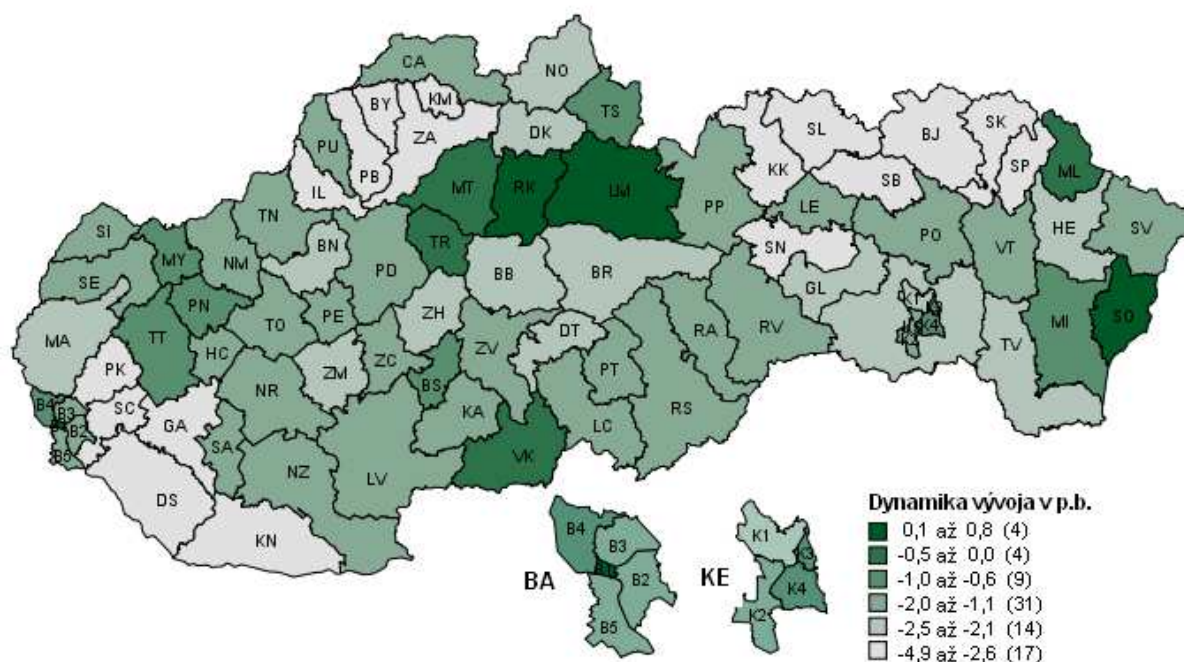 CA
NO
BY
KM
TS
ZA
DK
PU
PB
IL
SL
BJ
SK
SP
KK
SB
ML
MT
RK
LM
PP
LE
PO
VT
HE
SV
SI
MY
TN
NM
BN
TR
PD
BB
BR
SN
GL
SE
PN
TO
PE
ZH
DT
RA
RV
K4
MI
SO
TV
MA
TT
HC
ZM
ZC
BS
ZV
PT
PK
SC
GA
NR
KA
LC
RS
B4
B3
B2
B5
SA
NZ
LV
VK
DS
KN
BA
B4
B3
B2
B5
KE
K1
K3
K4
K2
Dynamika vývoja v p.b.
0,1 až 0,8 (4)
-0,5 až 0,0 (4)
-1,0 až -0,6 (9)
-2,0 až -1,1 (31)
-2,5 až -2,1 (14)
-4,9 až -2,6 (17)